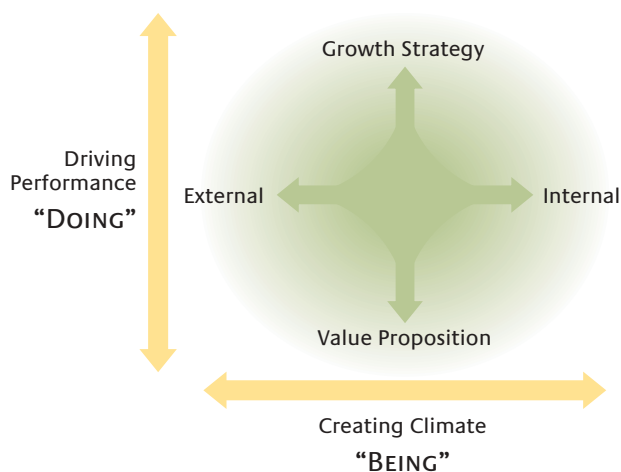 Growth Strategy
Driving
Performance
“DOING”
External
Internal
Value Proposition
Creating Climate
“BEING”